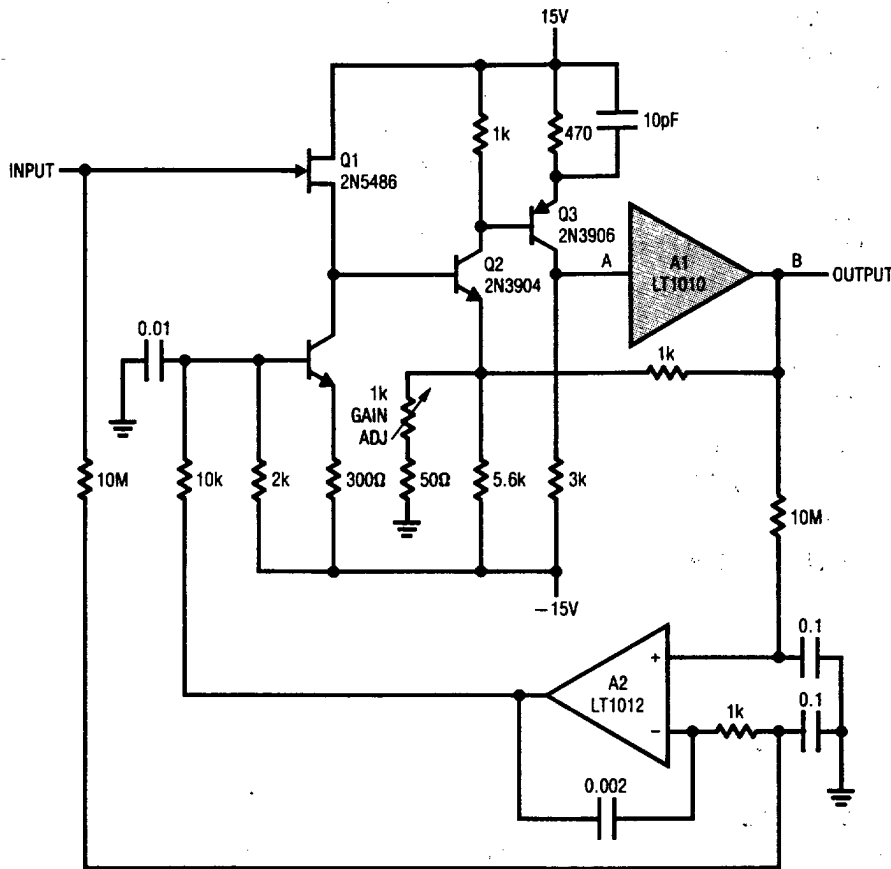 15V
1k
470
10pF
INPUT
Q1
2N5486
Q3
2N3906
A
A1
LT1010
B
OUTPUT
Q2
2N3904
0.01
1k
1k
GAIN
ADJ
10M
10k
2k
300Ω
50Ω
5.6k
3k
10M
−15V
0.1
+
A2
LT1012
0.1
1k
−
0.002